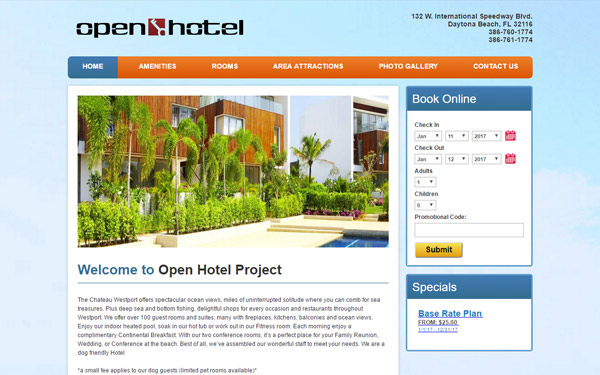 open hotel
132 W. International Speedway Blvd.
Daytona Beach, FL 32116
386-760-1774
386-761-1774
HOME AMENITIES ROOMS AREA ATTRACTIONS PHOTO GALLERY CONTACT US
Book Online
Check In
Jan 11 2017
Check Out
Jan 12 2017
Adults
1
Children
0
Promotional Code:
Submit
Welcome to Open Hotel Project
The Chateau Westport offers spectacular ocean views, miles of uninterrupted solitude where you can comb for sea
treasures. Plus deep sea and bottom fishing, delightful shops for every occasion and restaurants throughout
Westport. We offer over 100 guest rooms and suites, many with fireplaces, kitchens, balconies and ocean views.
Enjoy our indoor heated pool, soak in our hot tub or work out in our Fitness room. Each morning enjoy a
complimentary Continental Breakfast. With our two conference rooms, it's a perfect place for your Family Reunion,
Wedding, or Conference at the beach. Best of all, we've assembled our wonderful staff to meet your needs. We are a
dog friendly Hotel
*a small fee applies to our dog guests (limited pet rooms available)*
Specials
Base Rate Plan
FROM: $25.00
1/1/17 - 12/31/17